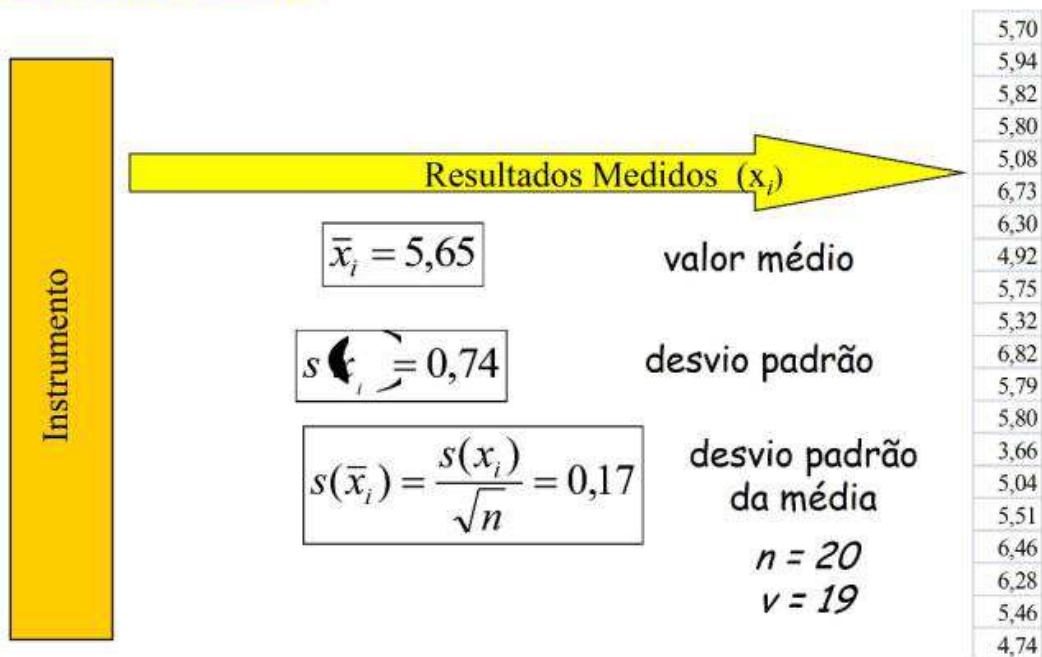 Instrumento
Resultados Medidos (xᵢ)
x̄ᵢ = 5,65
valor médio
s(xᵢ) = 0,74
desvio padrão
s(x̄ᵢ) = s(xᵢ)/√n = 0,17
desvio padrão
da média
n = 20
ν = 19
5,70
5,94
5,82
5,80
5,08
6,73
6,30
4,92
5,75
5,32
6,82
5,79
5,80
3,66
5,04
5,51
6,46
6,28
5,46
4,74